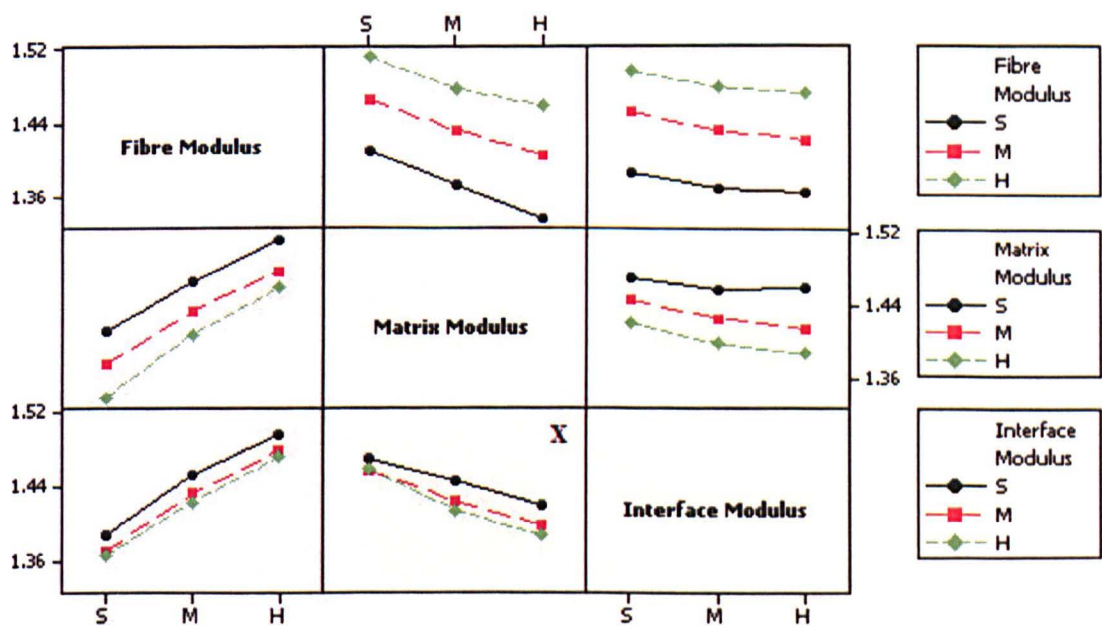 S M H
1.52
1.44
1.36
Fibre Modulus
Fibre
Modulus
S
M
H
Matrix Modulus
1.52
1.44
1.36
Matrix
Modulus
S
M
H
1.52
1.44
1.36
X
Interface Modulus
Interface
Modulus
S
M
H
S M H
S M H